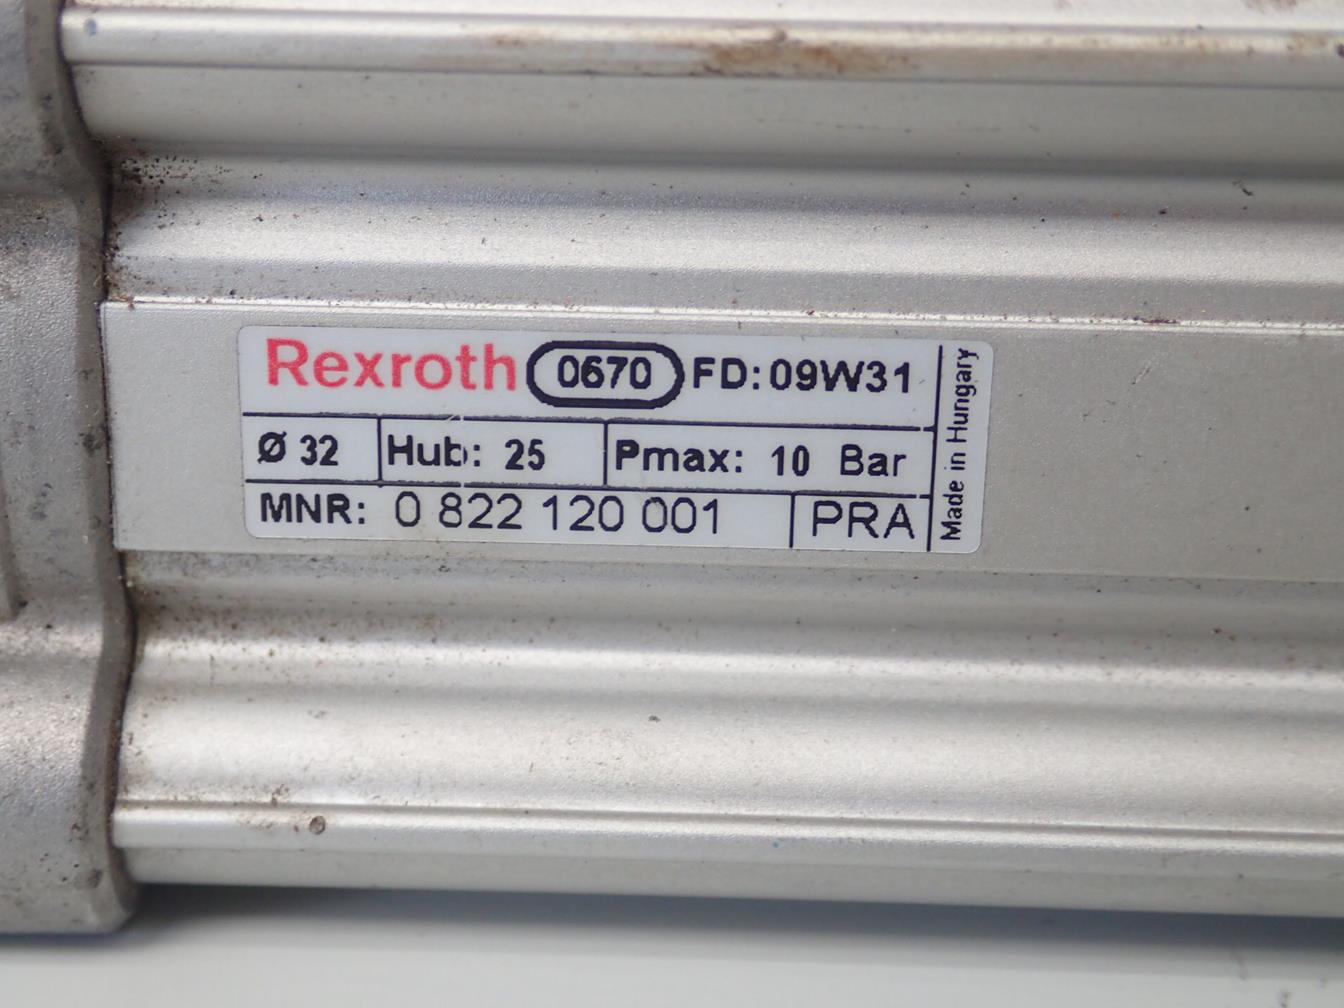 Rexroth 0670 FD: 09W31
Ø 32 Hub: 25 Pmax: 10 Bar
MNR: 0 822 120 001 PRA
Made in Hungary